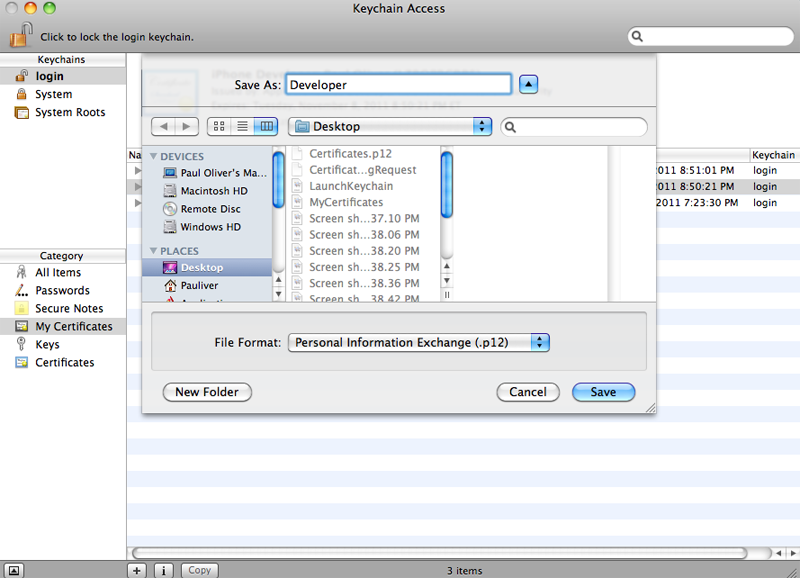 Keychain Access
Click to lock the login keychain.
Keychains
login
System
System Roots
Category
All Items
Passwords
Secure Notes
My Certificates
Keys
Certificates
Save As: Developer
Desktop
DEVICES
Paul Oliver's Ma...
Macintosh HD
Remote Disc
Windows HD
PLACES
Desktop
Pauliver
Certificates.p12
Certificat...gRequest
LaunchKeychain
MyCertificates
Screen sh...37.10 PM
Screen sh...38.06 PM
Screen sh...38.20 PM
Screen sh...38.25 PM
Screen sh...38.36 PM
Screen sh...38.42 PM
File Format: Personal Information Exchange (.p12)
New Folder
Cancel
Save
Na
Keychain
2011 8:51:01 PM login
2011 8:50:21 PM login
2011 7:23:30 PM login
+
i
Copy
3 items